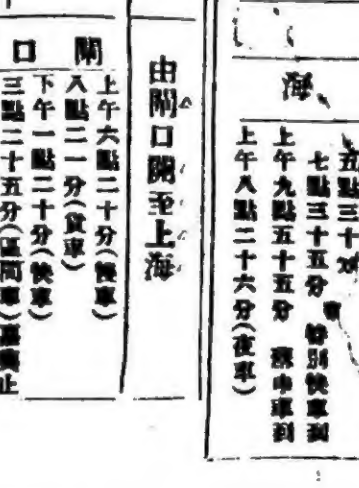 海
五點三十
七點三十五分 特別快車到
上午九點五十五分 車到
上午八點二十六分(夜車)
由閘口開至上海
閘口
上午六點二十分(慢車)
八點二一分(貨車)
下午一點二十分(快車)
三點二十五分(區間車)嘉興止